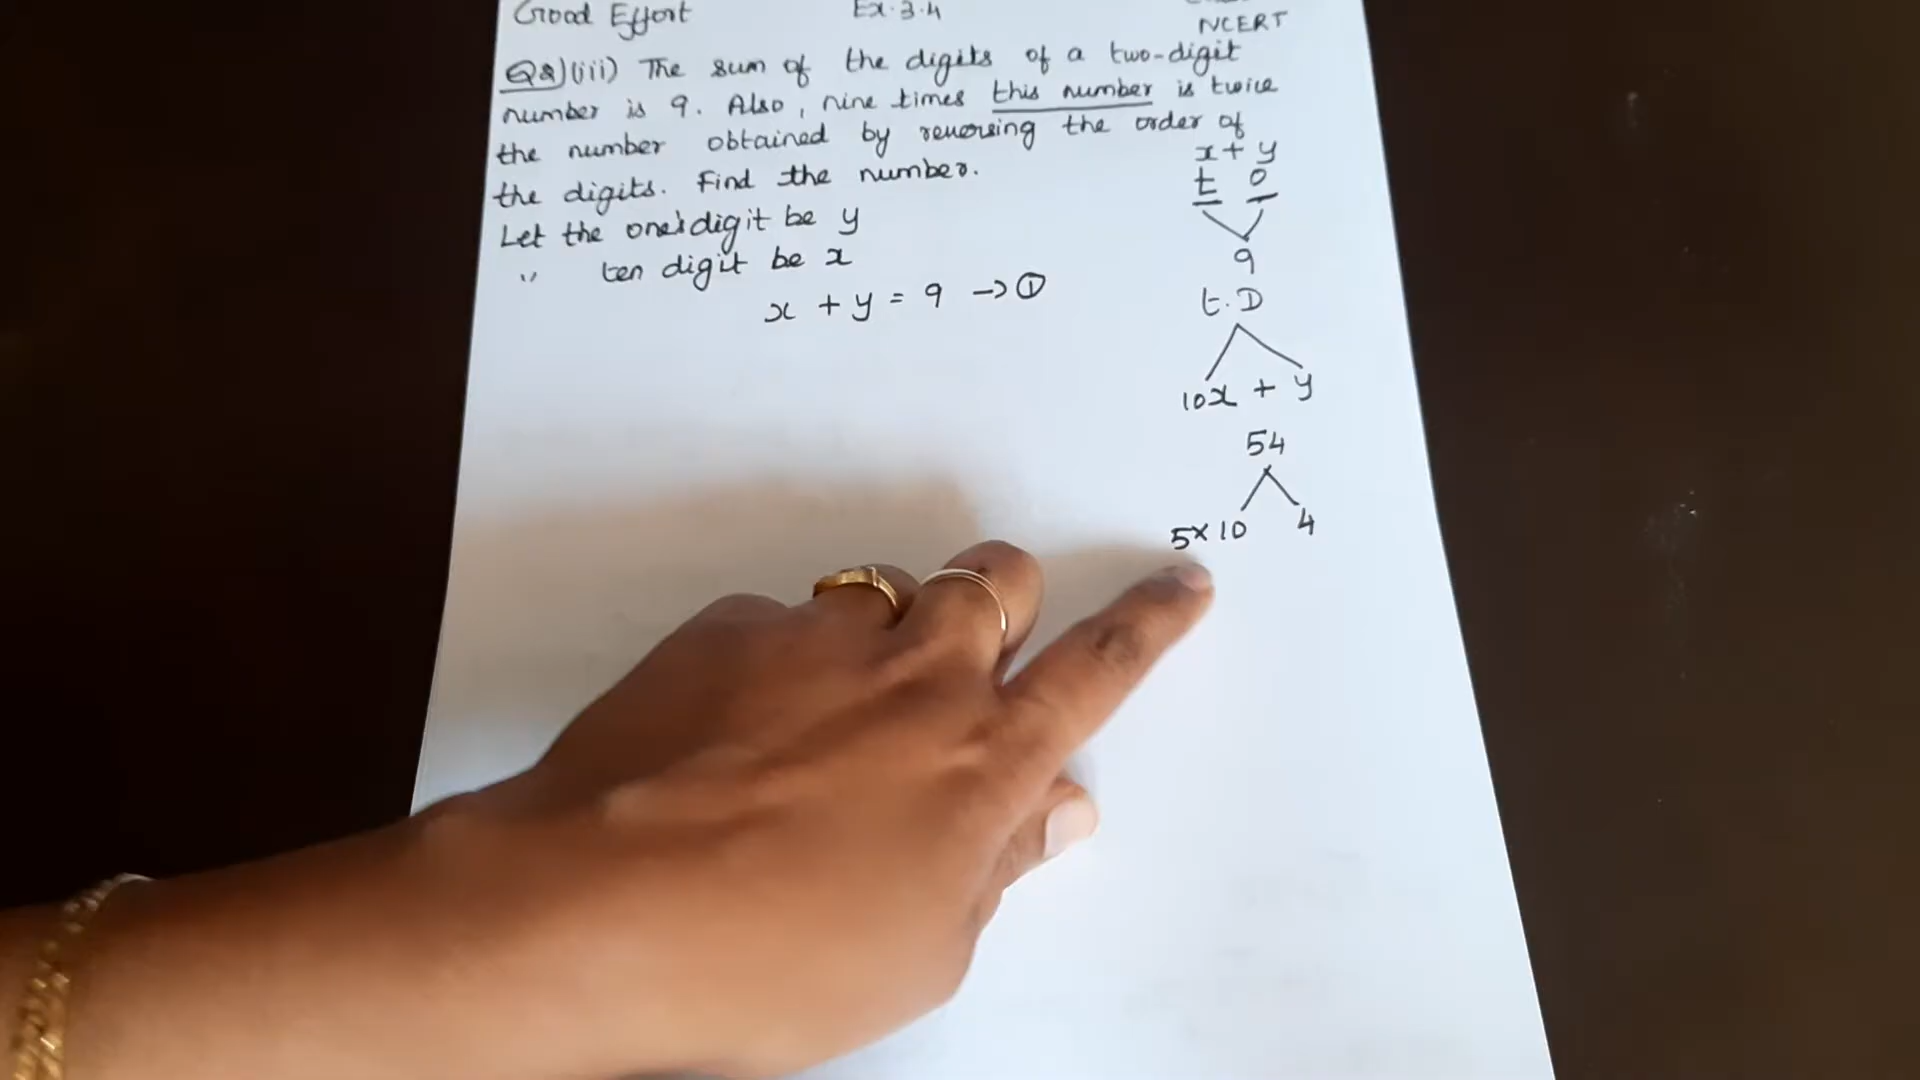 Good Effort Ex.3.4
NCERT
Q2)(iii) The sum of the digits of a two-digit
number is 9. Also, nine times this number is twice
the number obtained by reversing the order of
the digits. Find the number.
Let the one's digit be y
" ten digit be x
x + y = 9 → ①
x + y
t o
9
t.D
10x + y
54
5×10 4